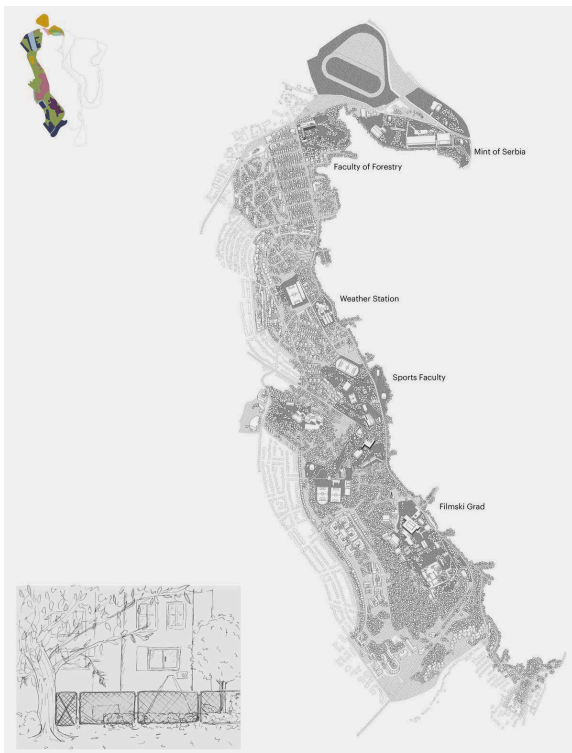 Mint of Serbia
Faculty of Forestry
Weather Station
Sports Faculty
Filmski Grad